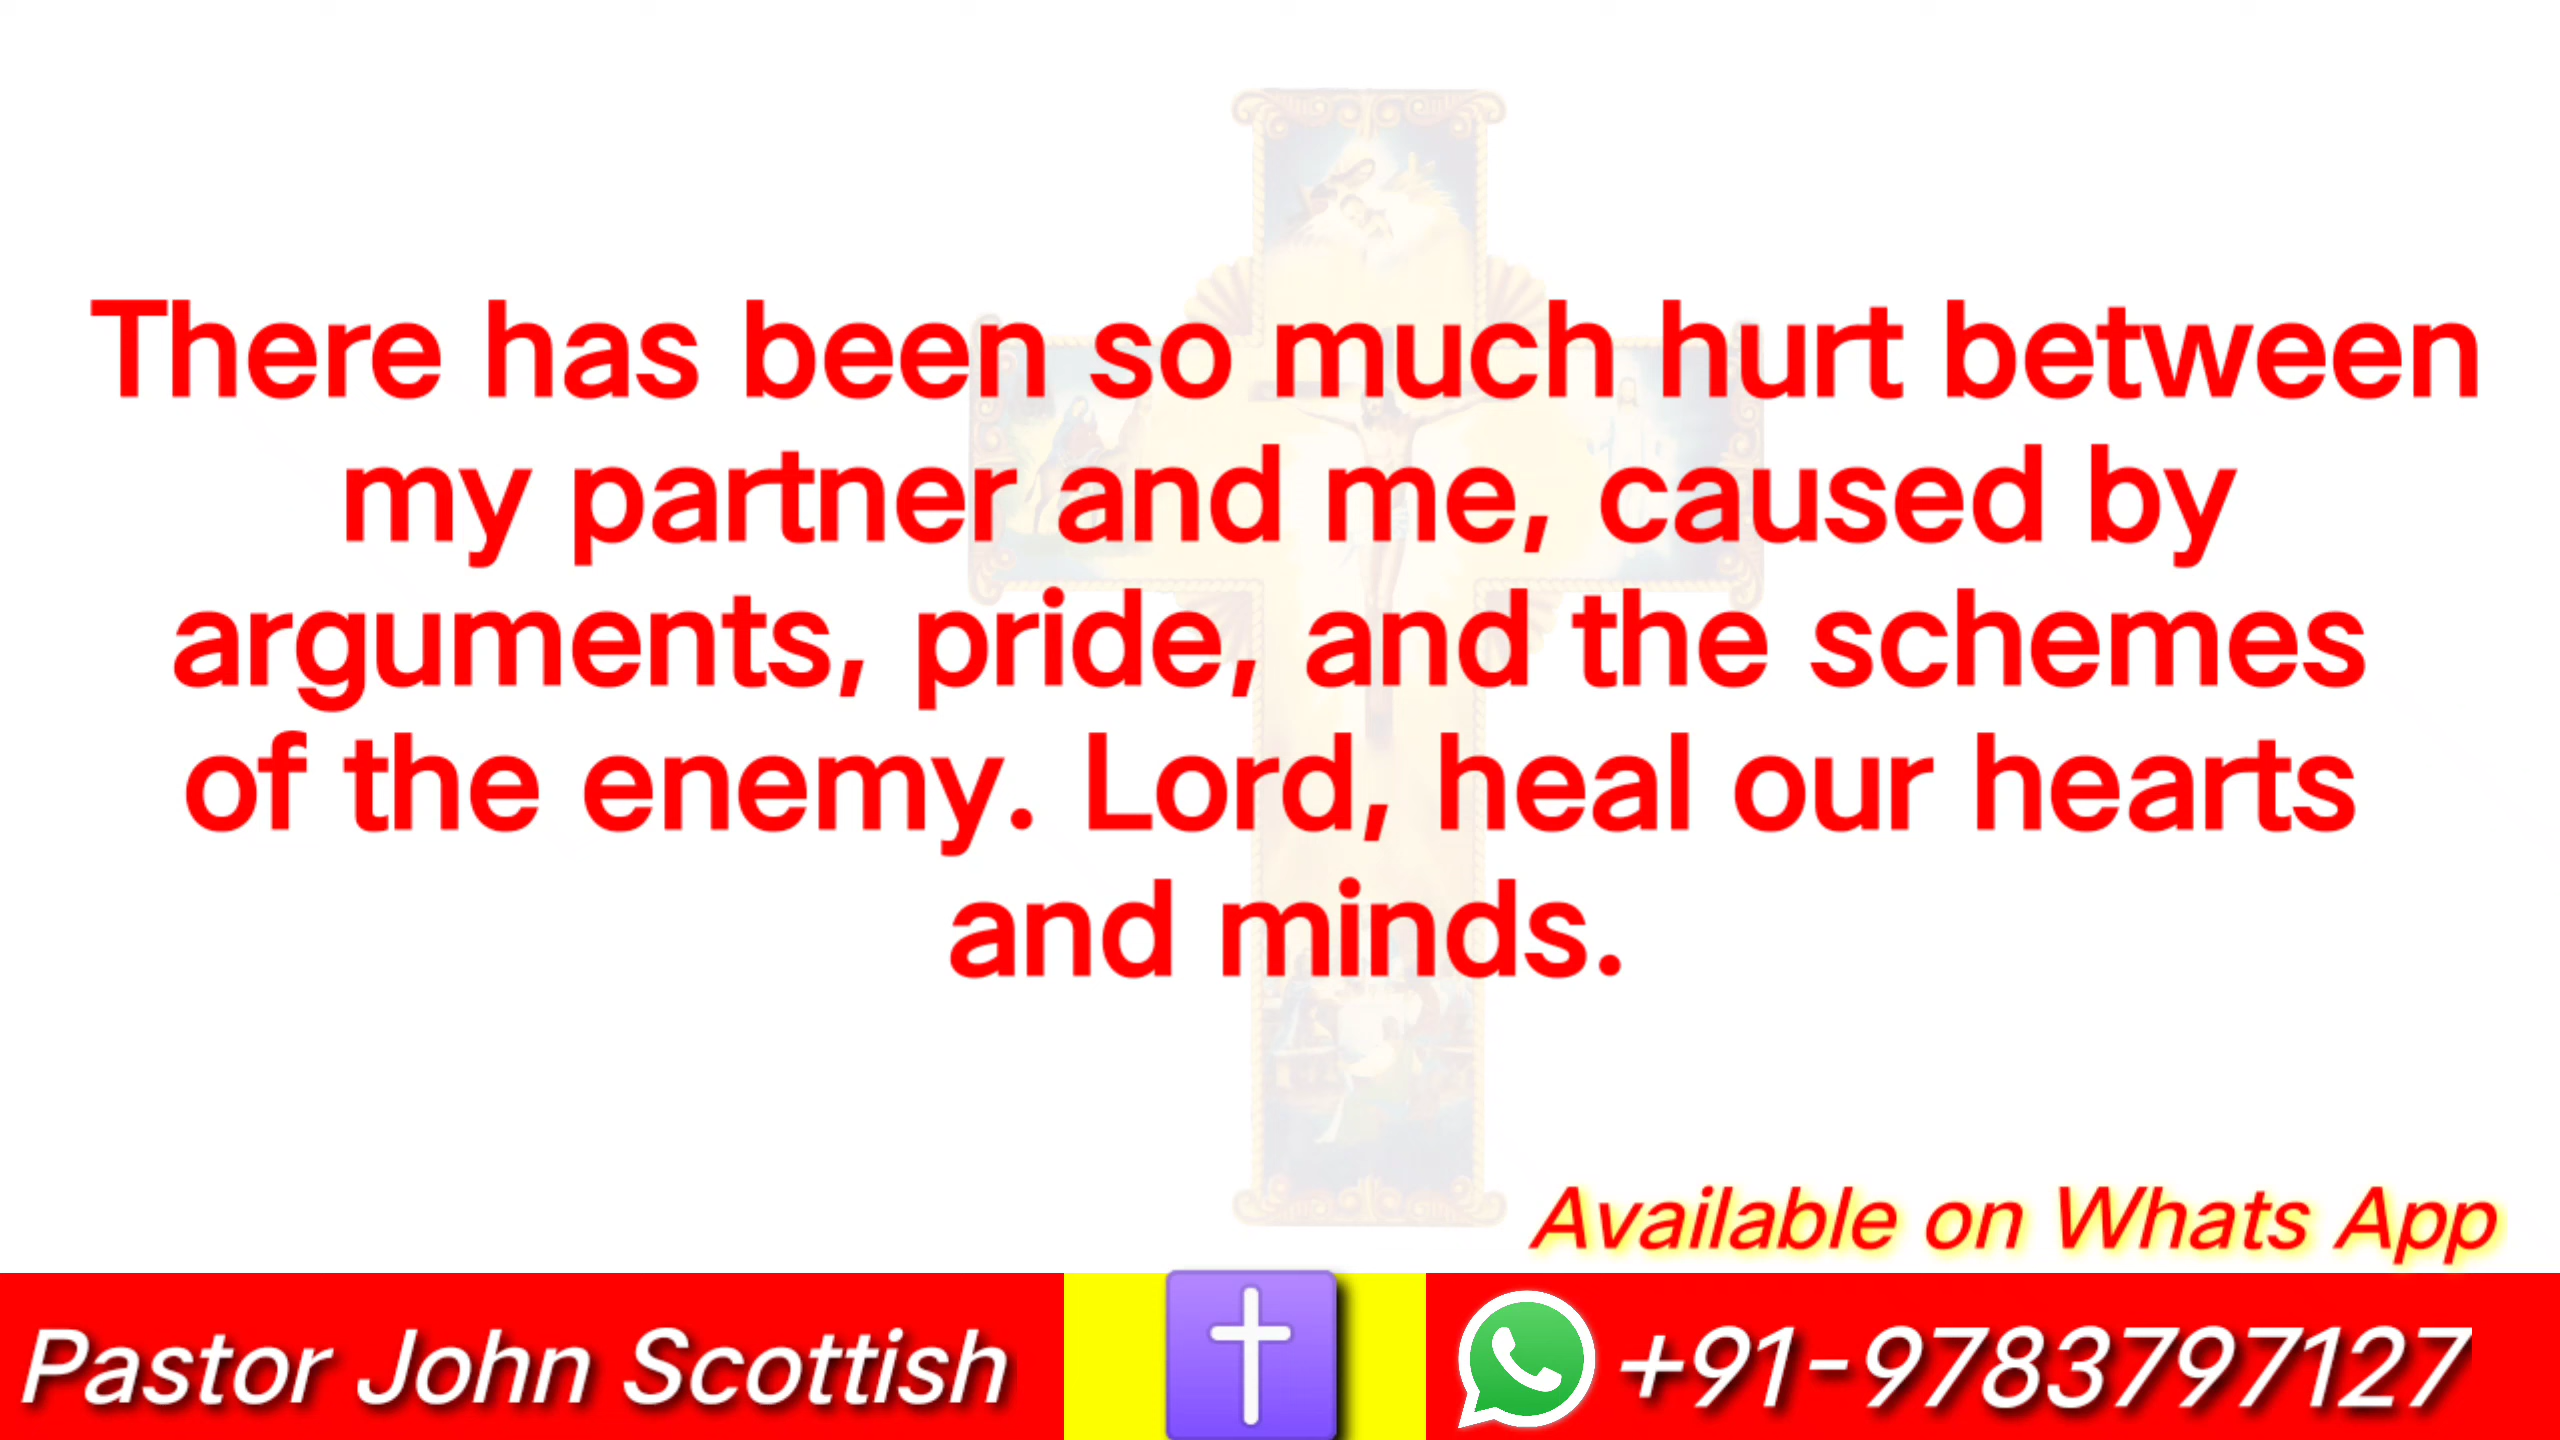 There has been so much hurt between
my partner and me, caused by
arguments, pride, and the schemes
of the enemy. Lord, heal our hearts
and minds.
Available on Whats App
Pastor John Scottish
+91-9783797127